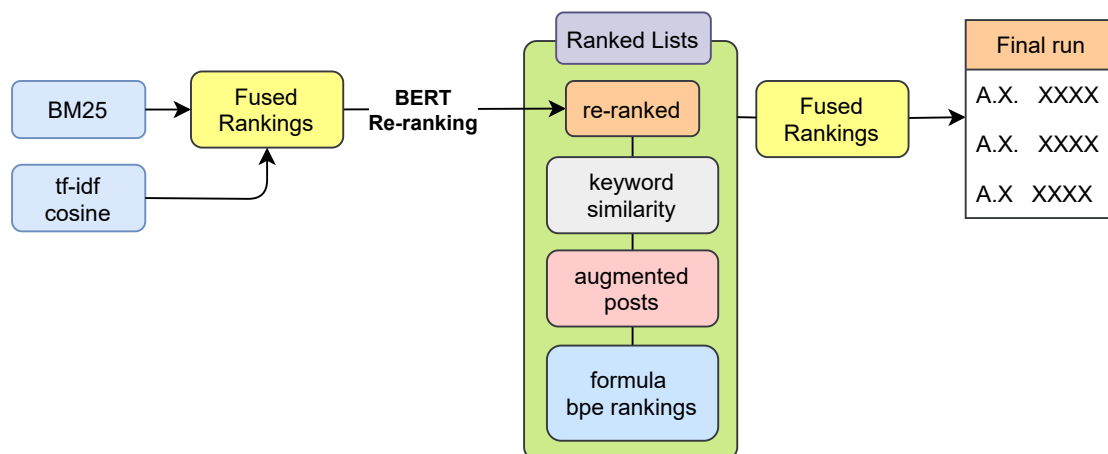 BM25
tf-idf
cosine
Fused
Rankings
BERT
Re-ranking
Ranked Lists
re-ranked
keyword
similarity
augmented
posts
formula
bpe rankings
Fused
Rankings
Final run
A.X. XXXX
A.X. XXXX
A.X XXXX